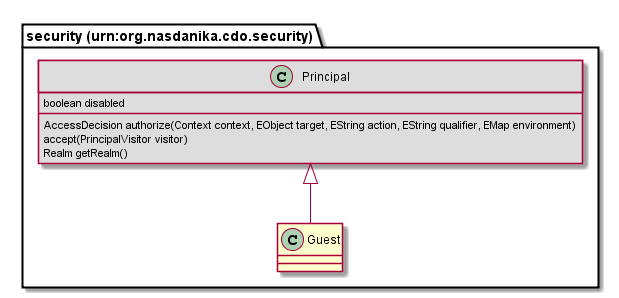 security (urn:org.nasdanika.cdo.security)
C Principal
boolean disabled
AccessDecision authorize(Context context, EObject target, EString action, EString qualifier, EMap environment)
accept(PrincipalVisitor visitor)
Realm getRealm()
C Guest